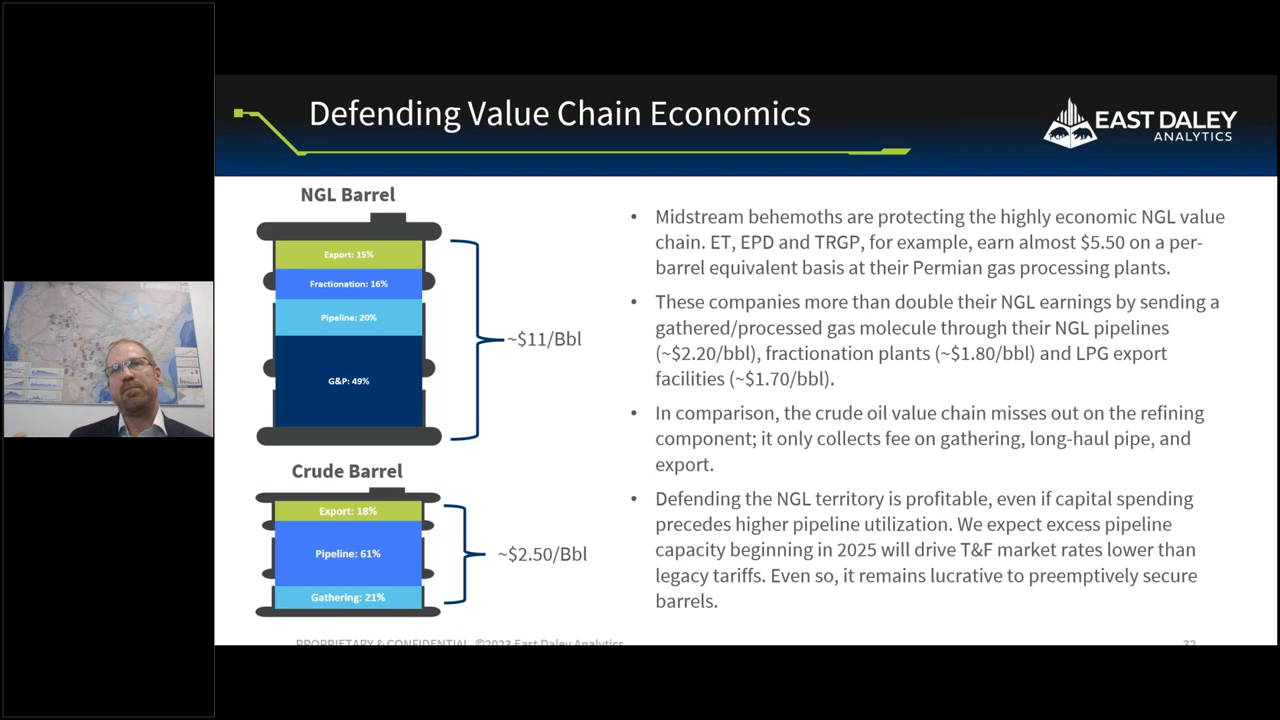 Defending Value Chain Economics
EAST DALEY
ANALYTICS
NGL Barrel
Export: 15%
Fractionation: 16%
Pipeline: 20%
G&P: 49%
~$11/Bbl
Crude Barrel
Export: 18%
Pipeline: 61%
Gathering: 21%
~$2.50/Bbl
• Midstream behemoths are protecting the highly economic NGL value
chain. ET, EPD and TRGP, for example, earn almost $5.50 on a per-
barrel equivalent basis at their Permian gas processing plants.
• These companies more than double their NGL earnings by sending a
gathered/processed gas molecule through their NGL pipelines
(~$2.20/bbl), fractionation plants (~$1.80/bbl) and LPG export
facilities (~$1.70/bbl).
• In comparison, the crude oil value chain misses out on the refining
component; it only collects fee on gathering, long-haul pipe, and
export.
• Defending the NGL territory is profitable, even if capital spending
precedes higher pipeline utilization. We expect excess pipeline
capacity beginning in 2025 will drive T&F market rates lower than
legacy tariffs. Even so, it remains lucrative to preemptively secure
barrels.
PROPRIETARY & CONFIDENTIAL ©2023 East Daley Analytics
32